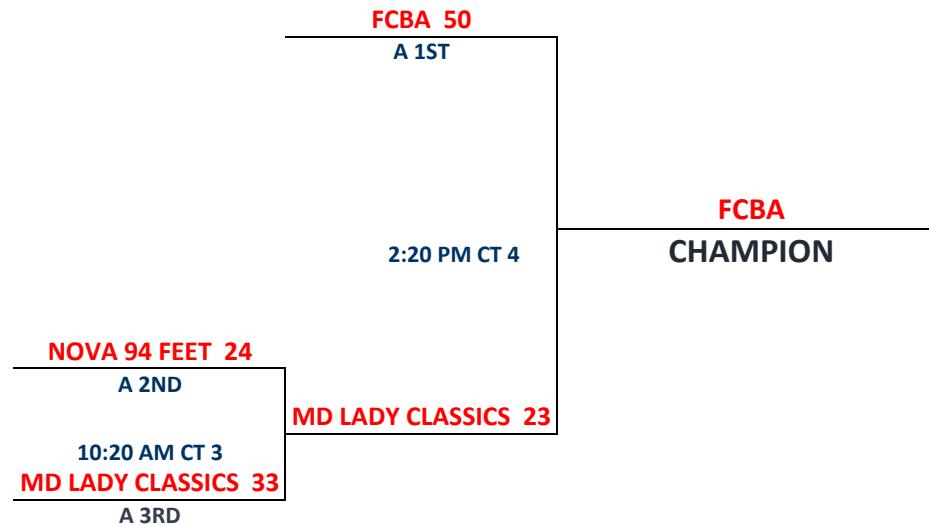 FCBA 50
A 1ST
FCBA
2:20 PM CT 4
CHAMPION
NOVA 94 FEET 24
A 2ND
MD LADY CLASSICS 23
10:20 AM CT 3
MD LADY CLASSICS 33
A 3RD